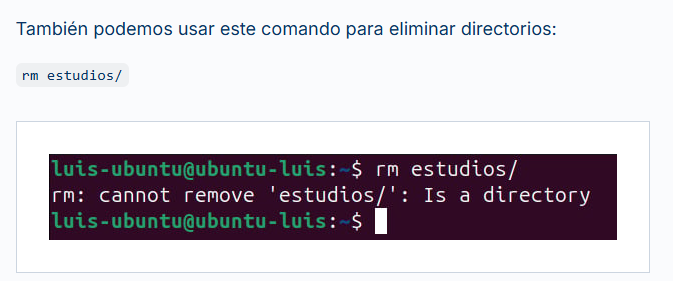 También podemos usar este comando para eliminar directorios:
rm estudios/
luis-ubuntu@ubuntu-luis:~$ rm estudios/
rm: cannot remove 'estudios/': Is a directory
luis-ubuntu@ubuntu-luis:~$